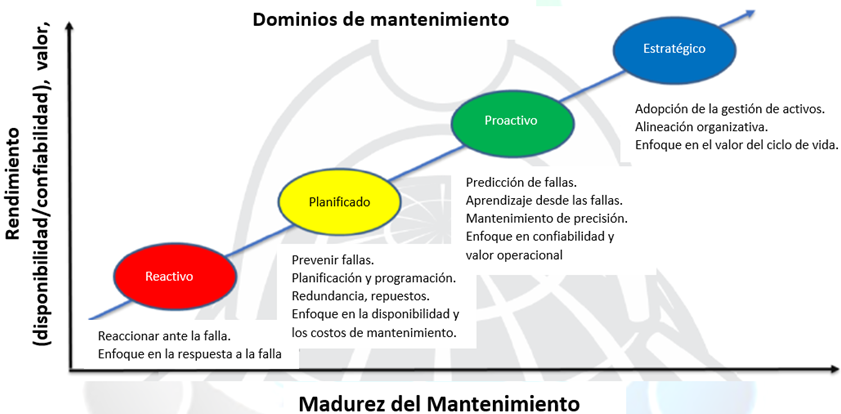 Dominios de mantenimiento
Rendimiento
(disponibilidad/confiabilidad), valor,
Estratégico
Adopción de la gestión de activos.
Alineación organizativa.
Enfoque en el valor del ciclo de vida.
Proactivo
Predicción de fallas.
Aprendizaje desde las fallas.
Mantenimiento de precisión.
Enfoque en confiabilidad y
valor operacional
Planificado
Prevenir fallas.
Planificación y programación.
Redundancia, repuestos.
Enfoque en la disponibilidad y
los costos de mantenimiento.
Reactivo
Reaccionar ante la falla.
Enfoque en la respuesta a la falla
Madurez del Mantenimiento